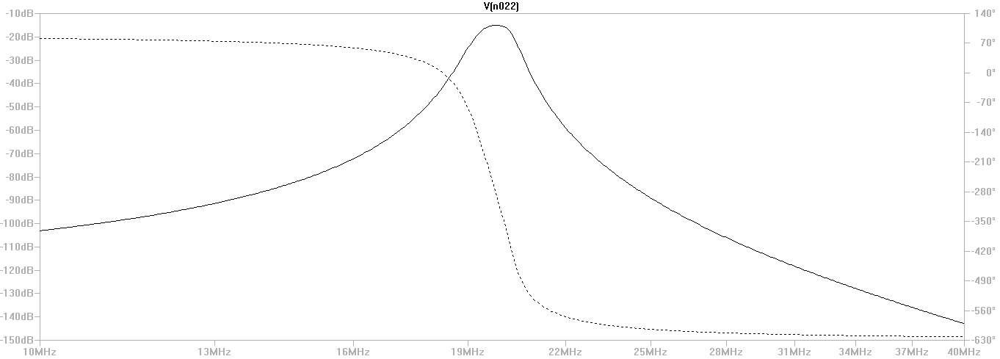 V(n022)
-10dB 140°
-20dB 70°
-30dB 0°
-40dB -70°
-50dB -140°
-60dB -210°
-70dB -280°
-80dB -350°
-90dB -420°
-100dB -490°
-110dB -560°
-120dB -630°
-130dB
-140dB
-150dB
10MHz 13MHz 16MHz 19MHz 22MHz 25MHz 28MHz 31MHz 34MHz 37MHz 40MHz